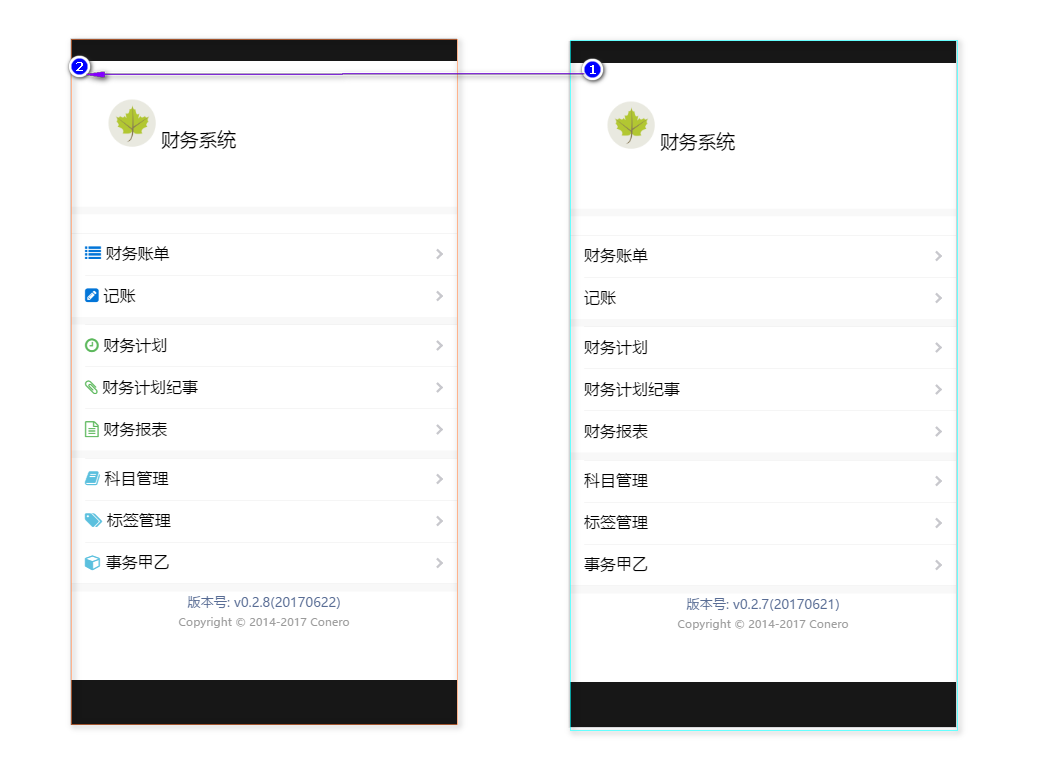 2
财务系统
财务账单
记账
财务计划
财务计划纪事
财务报表
科目管理
标签管理
事务甲乙
版本号: v0.2.8(20170622)
Copyright © 2014-2017 Conero
1
财务系统
财务账单
记账
财务计划
财务计划纪事
财务报表
科目管理
标签管理
事务甲乙
版本号: v0.2.7(20170621)
Copyright © 2014-2017 Conero